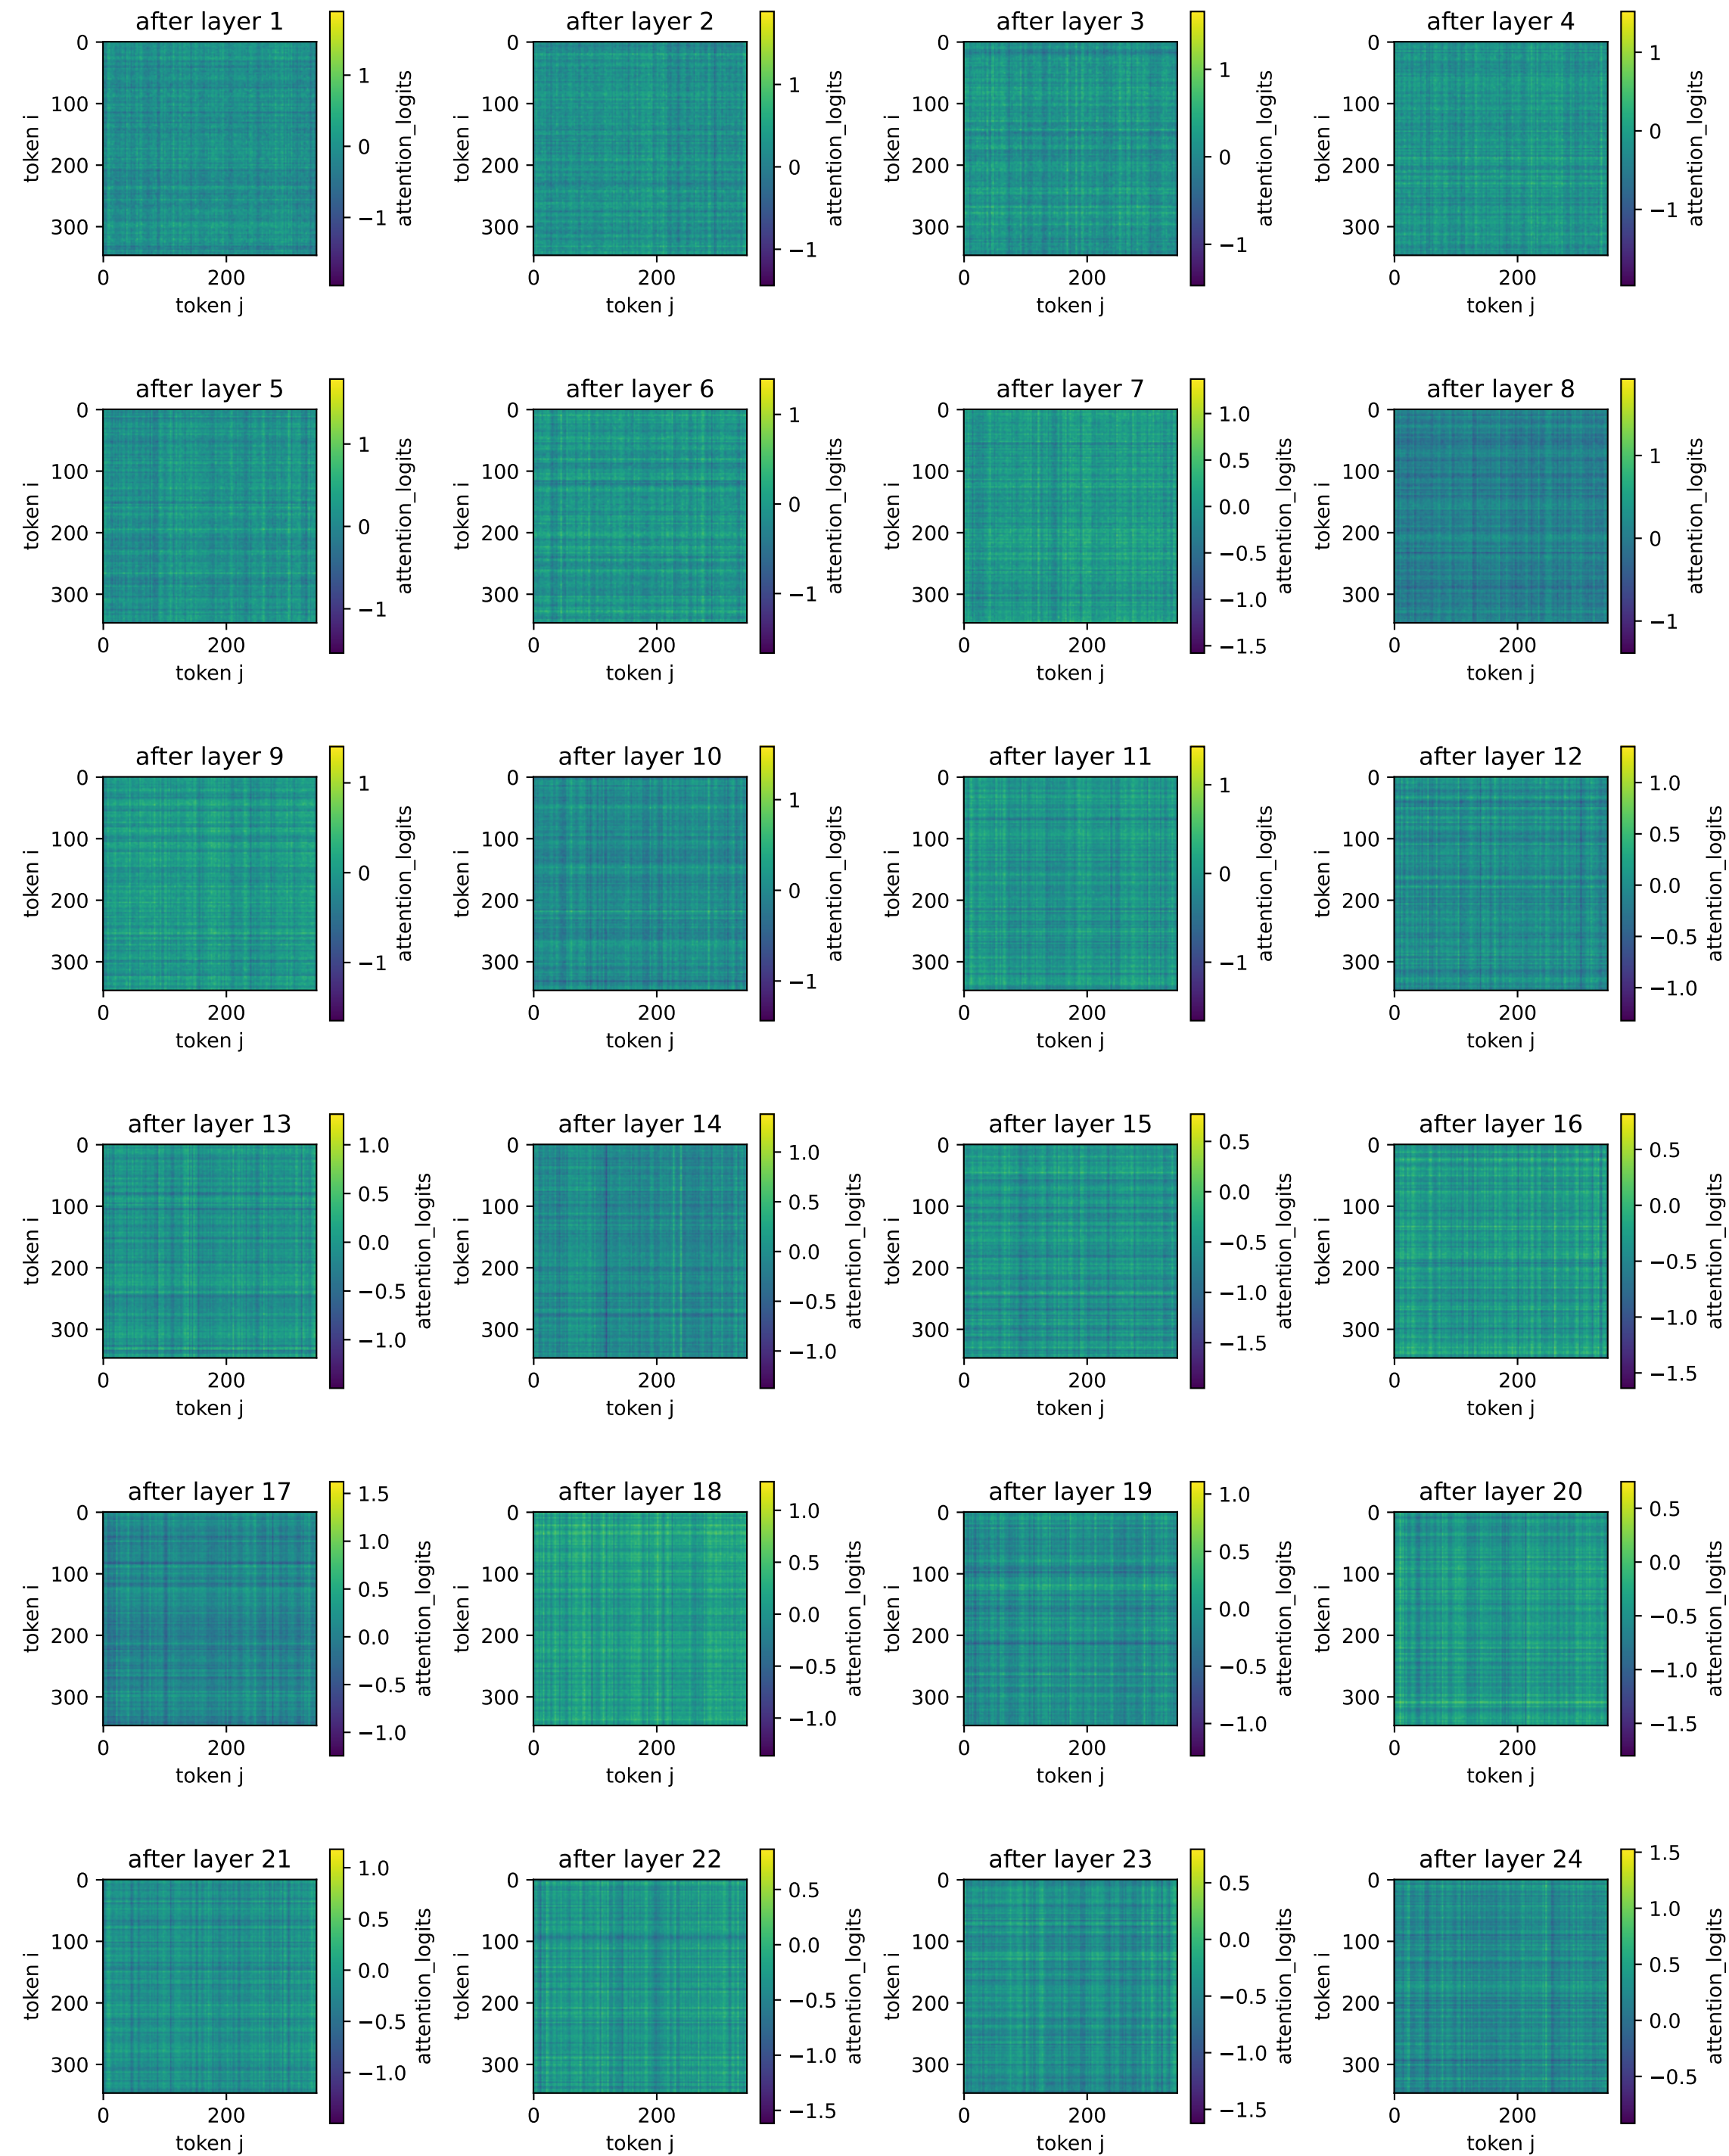 after layer 1
0
100
200
300
token i
0
200
token j
1
0
−1
attention_logits
after layer 2
0
100
200
300
token i
0
200
token j
1
0
−1
attention_logits
after layer 3
0
100
200
300
token i
0
200
token j
1
0
−1
attention_logits
after layer 4
0
100
200
300
token i
0
200
token j
1
0
−1
attention_logits
after layer 5
0
100
200
300
token i
0
200
token j
1
0
−1
attention_logits
after layer 6
0
100
200
300
token i
0
200
token j
1
0
−1
attention_logits
after layer 7
0
100
200
300
token i
0
200
token j
1.0
0.5
0.0
−0.5
−1.0
−1.5
attention_logits
after layer 8
0
100
200
300
token i
0
200
token j
1
0
−1
attention_logits
after layer 9
0
100
200
300
token i
0
200
token j
1
0
−1
attention_logits
after layer 10
0
100
200
300
token i
0
200
token j
1
0
−1
attention_logits
after layer 11
0
100
200
300
token i
0
200
token j
1
0
−1
attention_logits
after layer 12
0
100
200
300
token i
0
200
token j
1.0
0.5
0.0
−0.5
−1.0
attention_logits
after layer 13
0
100
200
300
token i
0
200
token j
1.0
0.5
0.0
−0.5
−1.0
attention_logits
after layer 14
0
100
200
300
token i
0
200
token j
1.0
0.5
0.0
−0.5
−1.0
attention_logits
after layer 15
0
100
200
300
token i
0
200
token j
0.5
0.0
−0.5
−1.0
−1.5
attention_logits
after layer 16
0
100
200
300
token i
0
200
token j
0.5
0.0
−0.5
−1.0
−1.5
attention_logits
after layer 17
0
100
200
300
token i
0
200
token j
1.5
1.0
0.5
0.0
−0.5
−1.0
attention_logits
after layer 18
0
100
200
300
token i
0
200
token j
1.0
0.5
0.0
−0.5
−1.0
attention_logits
after layer 19
0
100
200
300
token i
0
200
token j
1.0
0.5
0.0
−0.5
−1.0
attention_logits
after layer 20
0
100
200
300
token i
0
200
token j
0.5
0.0
−0.5
−1.0
−1.5
attention_logits
after layer 21
0
100
200
300
token i
0
200
token j
1.0
0.5
0.0
−0.5
−1.0
attention_logits
after layer 22
0
100
200
300
token i
0
200
token j
0.5
0.0
−0.5
−1.0
−1.5
attention_logits
after layer 23
0
100
200
300
token i
0
200
token j
0.5
0.0
−0.5
−1.0
−1.5
attention_logits
after layer 24
0
100
200
300
token i
0
200
token j
1.5
1.0
0.5
0.0
−0.5
attention_logits